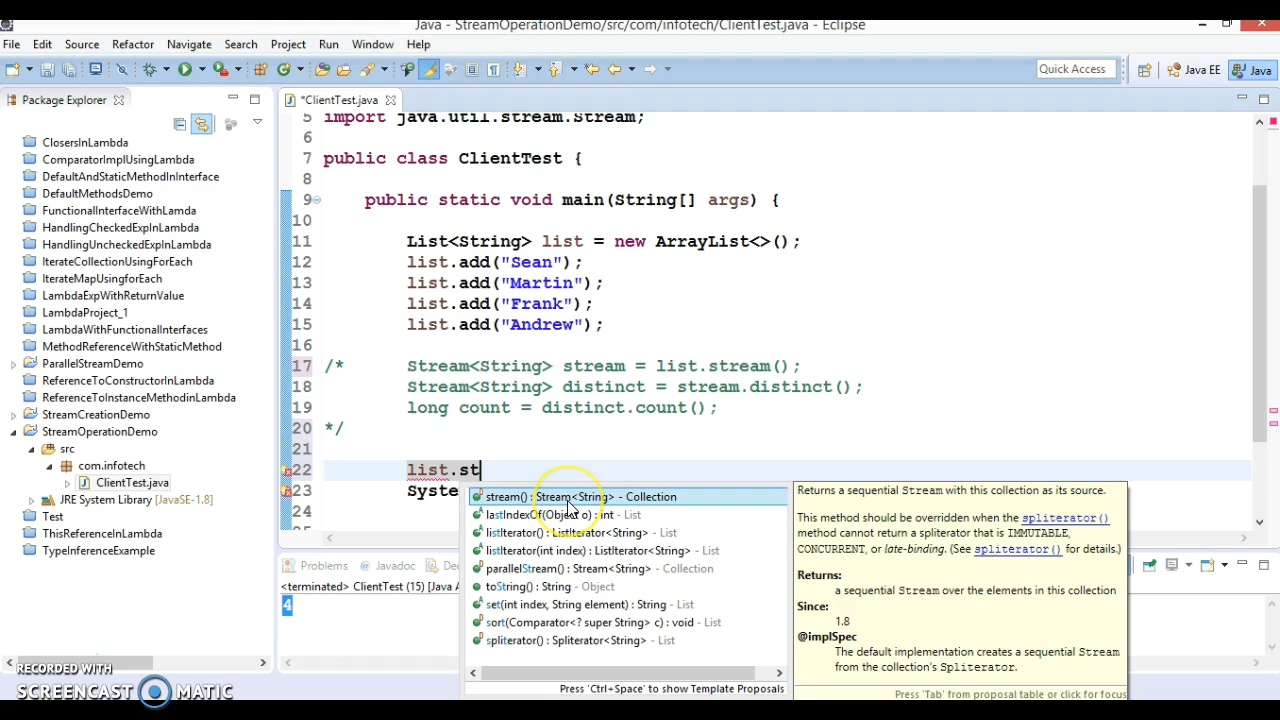 Java - StreamOperationDemo/src/com/infotech/ClientTest.java - Eclipse
File Edit Source Refactor Navigate Search Project Run Window Help
Quick Access
Java EE
Java
Package Explorer
ClosersInLambda
ComparatorImplUsingLambda
DefaultAndStaticMethodInInterface
DefaultMethodsDemo
FunctionalInterfaceWithLamda
HandlingCheckedExpInLambda
HandlingUncheckedExpInLambda
IterateCollectionUsingForEach
IterateMapUsingforEach
LambdaExpWithReturnValue
LambdaProject_1
LambdaWithFunctionalInterfaces
MethodReferenceWithStaticMethod
ParallelStreamDemo
ReferenceToConstructorInLambda
ReferenceToInstanceMethodinLambda
StreamCreationDemo
StreamOperationDemo
src
com.infotech
ClientTest.java
JRE System Library [JavaSE-1.8]
Test
ThisReferenceInLambda
TypeInferenceExample
*ClientTest.java
5 import java.util.stream.Stream;
6
7 public class ClientTest {
8
9 public static void main(String[] args) {
10
11 List<String> list = new ArrayList<>();
12 list.add("Sean");
13 list.add("Martin");
14 list.add("Frank");
15 list.add("Andrew");
16
17 /* Stream<String> stream = list.stream();
18 Stream<String> distinct = stream.distinct();
19 long count = distinct.count();
20 */
21
22 list.st
23 Syste
24
stream() : Stream<String> - Collection
lastIndexOf(Object o) : int - List
listIterator() : ListIterator<String> - List
listIterator(int index) : ListIterator<String> - List
parallelStream() : Stream<String> - Collection
toString() : String - Object
set(int index, String element) : String - List
sort(Comparator<? super String> c) : void - List
spliterator() : Spliterator<String> - List
Press 'Ctrl+Space' to show Template Proposals
Returns a sequential Stream with this collection as its source.
This method should be overridden when the spliterator()
method cannot return a spliterator that is IMMUTABLE,
CONCURRENT, or late-binding. (See spliterator() for details.)
Returns:
a sequential Stream over the elements in this collection
Since:
1.8
@implSpec
The default implementation creates a sequential Stream
from the collection's Spliterator.
Press 'Tab' from proposal table or click for focus
Problems @ Javadoc De
<terminated> ClientTest (15) [Java A
4
RECORDED WITH
SCREENCAST MATIC